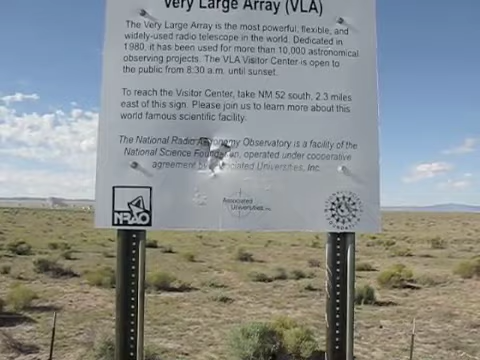 Very Large Array (VLA)
The Very Large Array is the most powerful, flexible, and
widely-used radio telescope in the world. Dedicated in
1980, it has been used for more than 10,000 astronomical
observing projects. The VLA Visitor Center is open to
the public from 8:30 a.m. until sunset.
To reach the Visitor Center, take NM 52 south, 2.3 miles
east of this sign. Please join us to learn more about this
world famous scientific facility.
The National Radio Astronomy Observatory is a facility of the
National Science Foundation, operated under cooperative
agreement by Associated Universities, Inc.
NRAO
Associated
Universities, Inc.